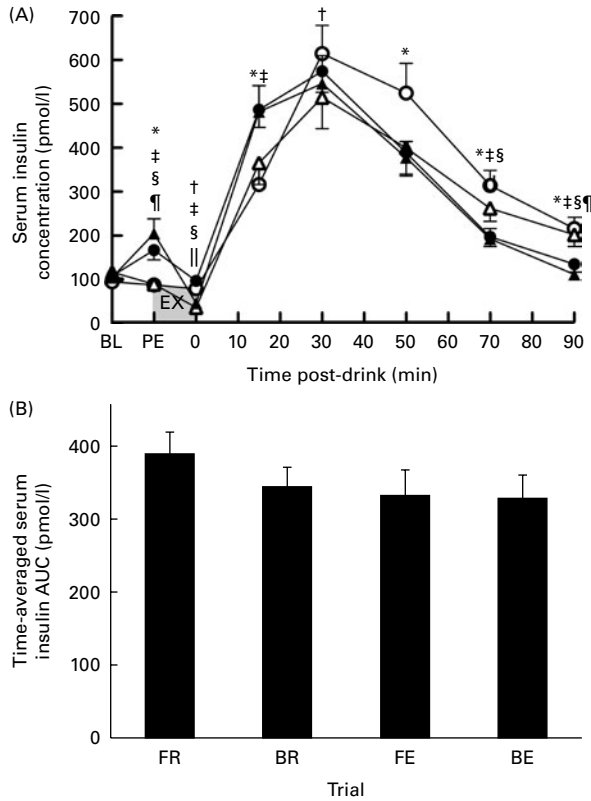 (A)
700
600
500
400
300
200
100
0
Serum insulin
concentration (pmol/l)
*
‡
§
¶
†
‡
§
||
*‡
†
*
*‡§
*‡§¶
EX
BL PE 0 10 20 30 40 50 60 70 80 90
Time post-drink (min)
(B)
400
300
200
100
0
Time-averaged serum
insulin AUC (pmol/l)
FR BR FE BE
Trial